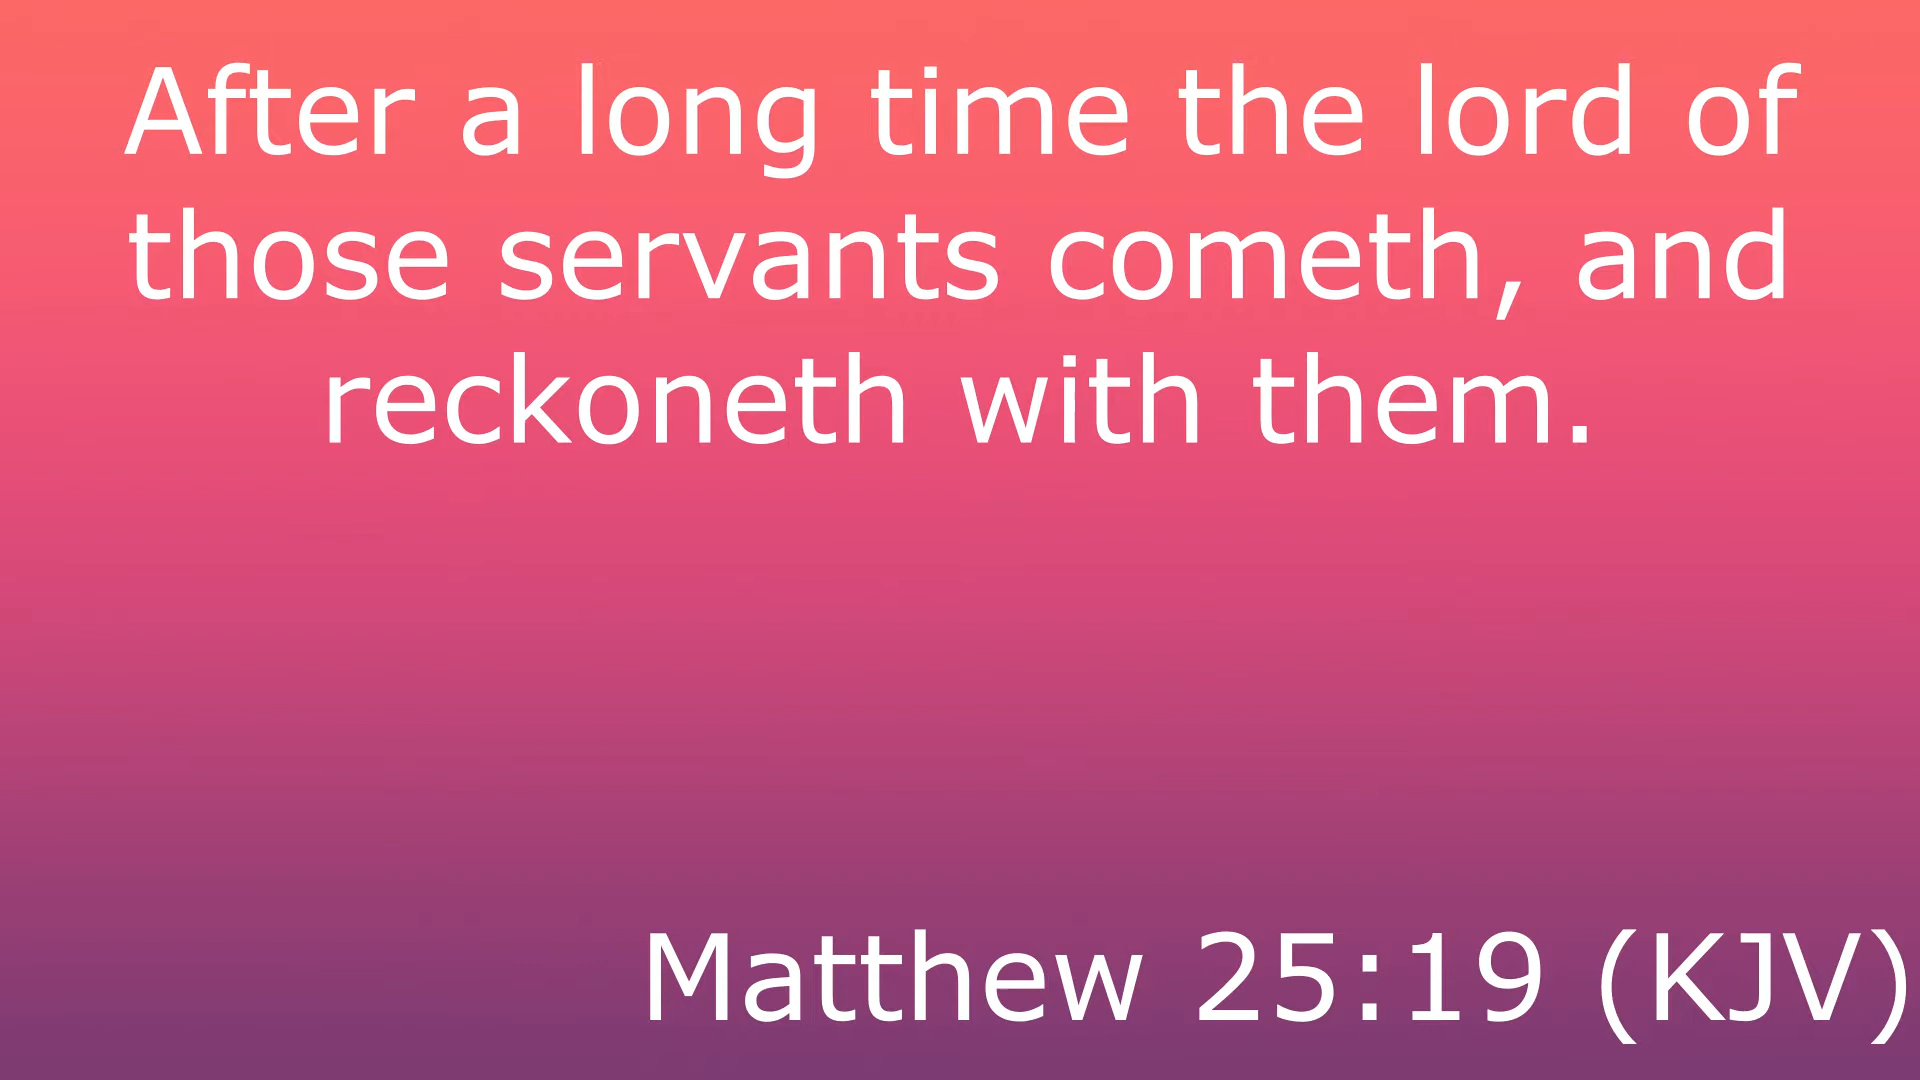 After a long time the lord of
those servants cometh, and
reckoneth with them.
Matthew 25:19 (KJV)